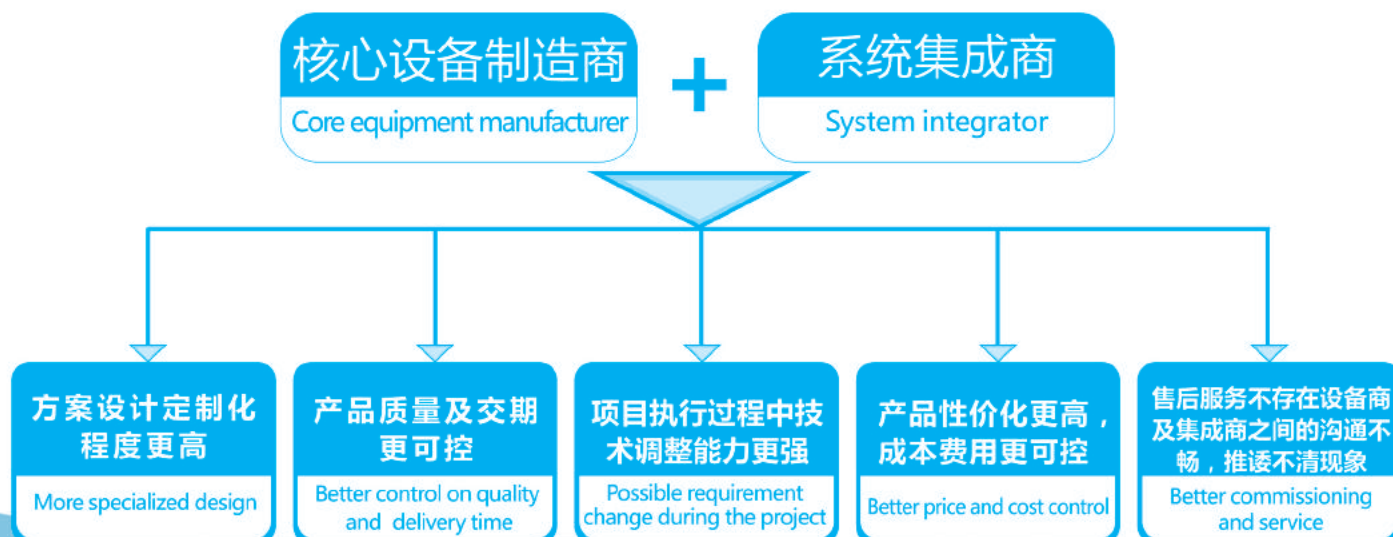 核心设备制造商
Core equipment manufacturer
+
系统集成商
System integrator
方案设计定制化
程度更高
More specialized design
产品质量及交期
更可控
Better control on quality
and delivery time
项目执行过程中技
术调整能力更强
Possible requirement
change during the project
产品性价化更高，
成本费用更可控
Better price and cost control
售后服务不存在设备商
及集成商之间的沟通不
畅，推诿不清现象
Better commissioning
and service